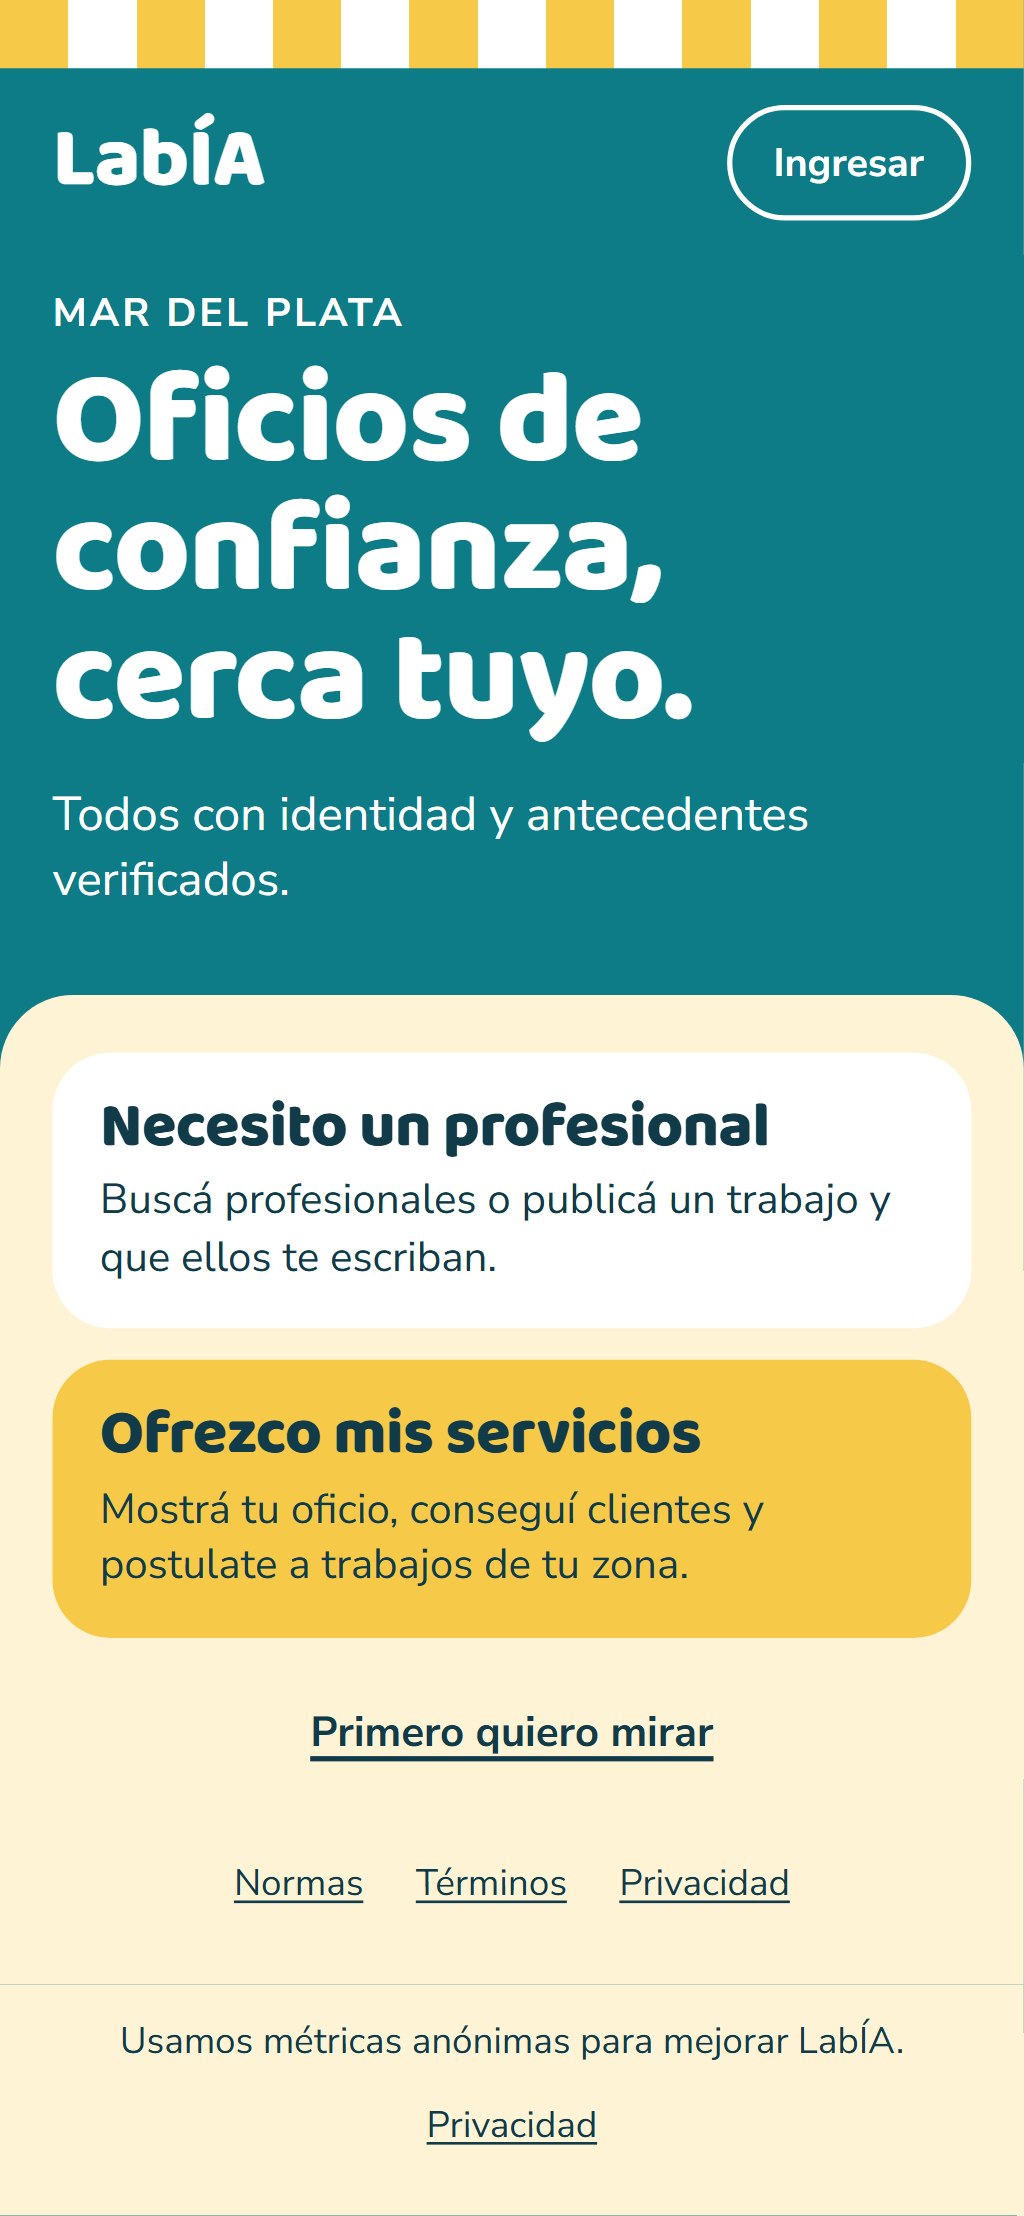 LabÍA
Ingresar
MAR DEL PLATA
Oficios de
confianza,
cerca tuyo.
Todos con identidad y antecedentes
verificados.
Necesito un profesional
Buscá profesionales o publicá un trabajo y
que ellos te escriban.
Ofrezco mis servicios
Mostrá tu oficio, conseguí clientes y
postulate a trabajos de tu zona.
Primero quiero mirar
Normas Términos Privacidad
Usamos métricas anónimas para mejorar LabÍA.
Privacidad